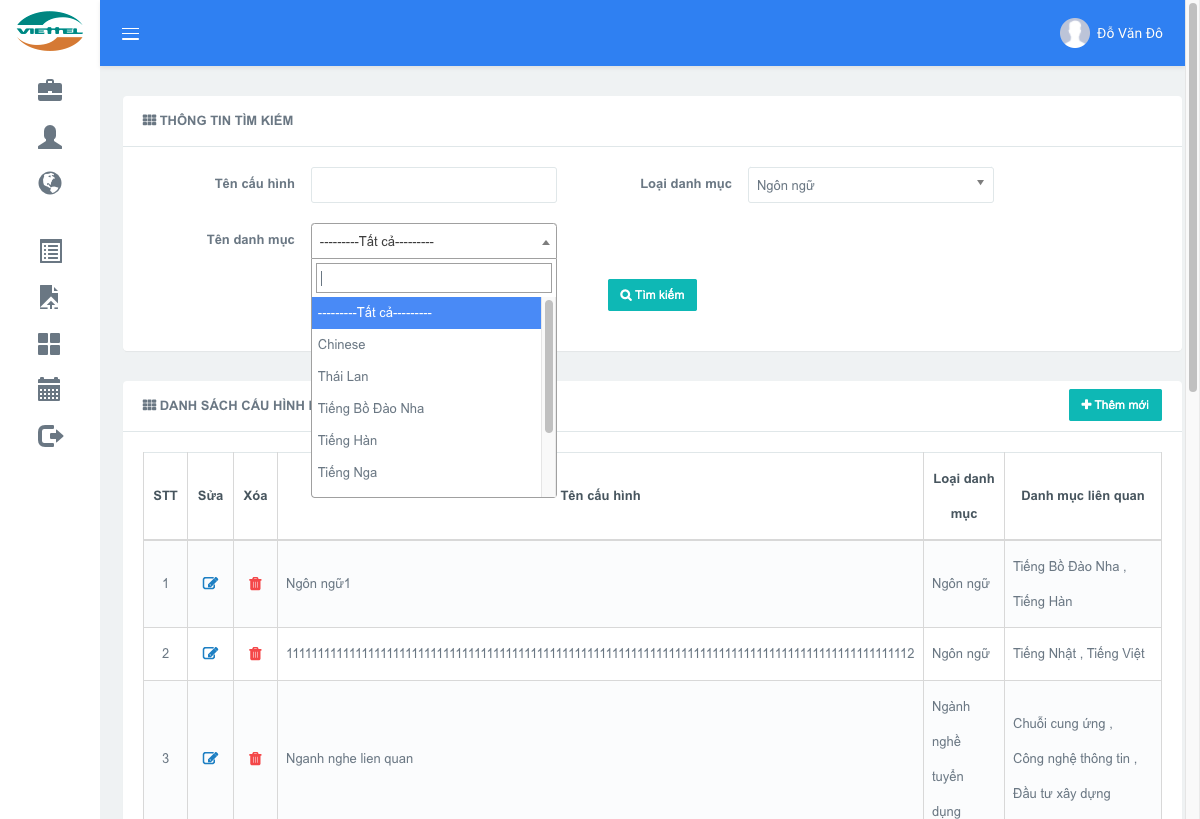 VIETTEL
Đỗ Văn Đô
THÔNG TIN TÌM KIẾM
Tên cấu hình
Loại danh mục
Ngôn ngữ
Tên danh mục
---------Tất cả---------
Tìm kiếm
---------Tất cả---------
Chinese
Thái Lan
Tiếng Bồ Đào Nha
Tiếng Hàn
Tiếng Nga
DANH SÁCH CẤU HÌNH
Thêm mới
STT
Sửa
Xóa
Tên cấu hình
Loại danh
mục
Danh mục liên quan
1
Ngôn ngữ1
Ngôn ngữ
Tiếng Bồ Đào Nha ,
Tiếng Hàn
2
Ngôn ngữ
Tiếng Nhật , Tiếng Việt
3
Nganh nghe lien quan
Ngành
nghề
tuyển
dụng
Chuỗi cung ứng ,
Công nghệ thông tin ,
Đầu tư xây dựng